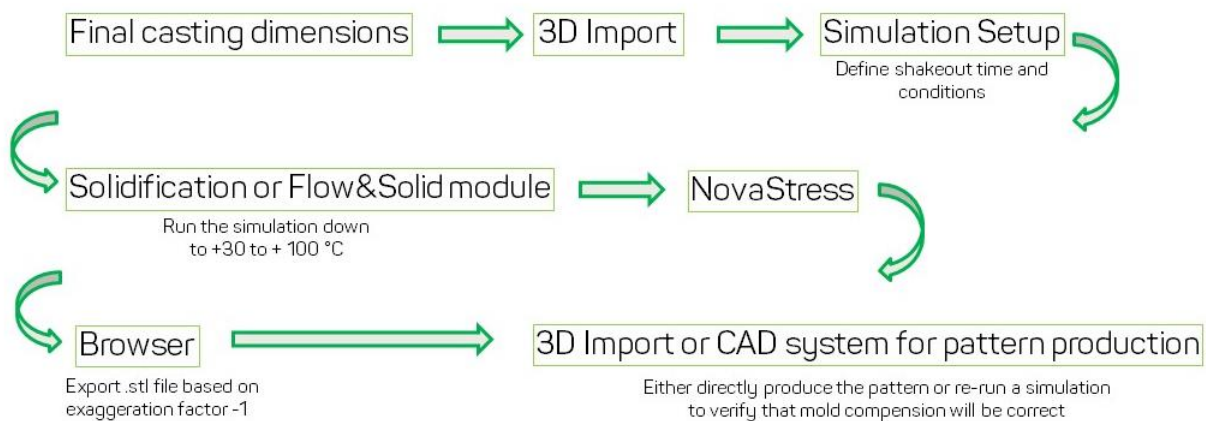 Final casting dimensions
3D Import
Simulation Setup
Define shakeout time and
conditions
Solidification or Flow&Solid module
NovaStress
Run the simulation down
to +30 to + 100 °C
Browser
3D Import or CAD system for pattern production
Export .stl file based on
exaggeration factor -1
Either directly produce the pattern or re-run a simulation
to verify that mold compension will be correct